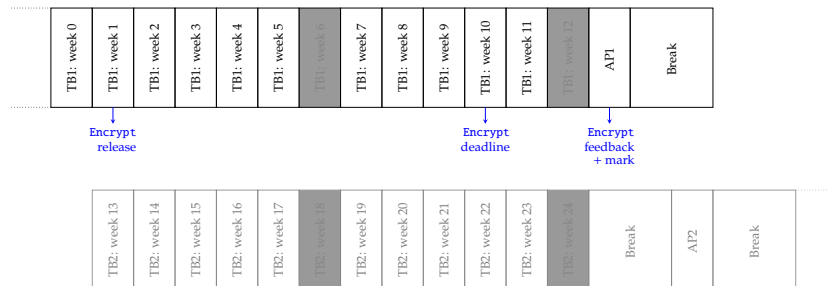 TB1: week 0
TB1: week 1
TB1: week 2
TB1: week 3
TB1: week 4
TB1: week 5
TB1: week 6
TB1: week 7
TB1: week 8
TB1: week 9
TB1: week 10
TB1: week 11
TB1: week 12
AP1
Break
Encrypt
release
Encrypt
deadline
Encrypt
feedback
+ mark
TB2: week 13
TB2: week 14
TB2: week 15
TB2: week 16
TB2: week 17
TB2: week 18
TB2: week 19
TB2: week 20
TB2: week 21
TB2: week 22
TB2: week 23
TB2: week 24
Break
AP2
Break